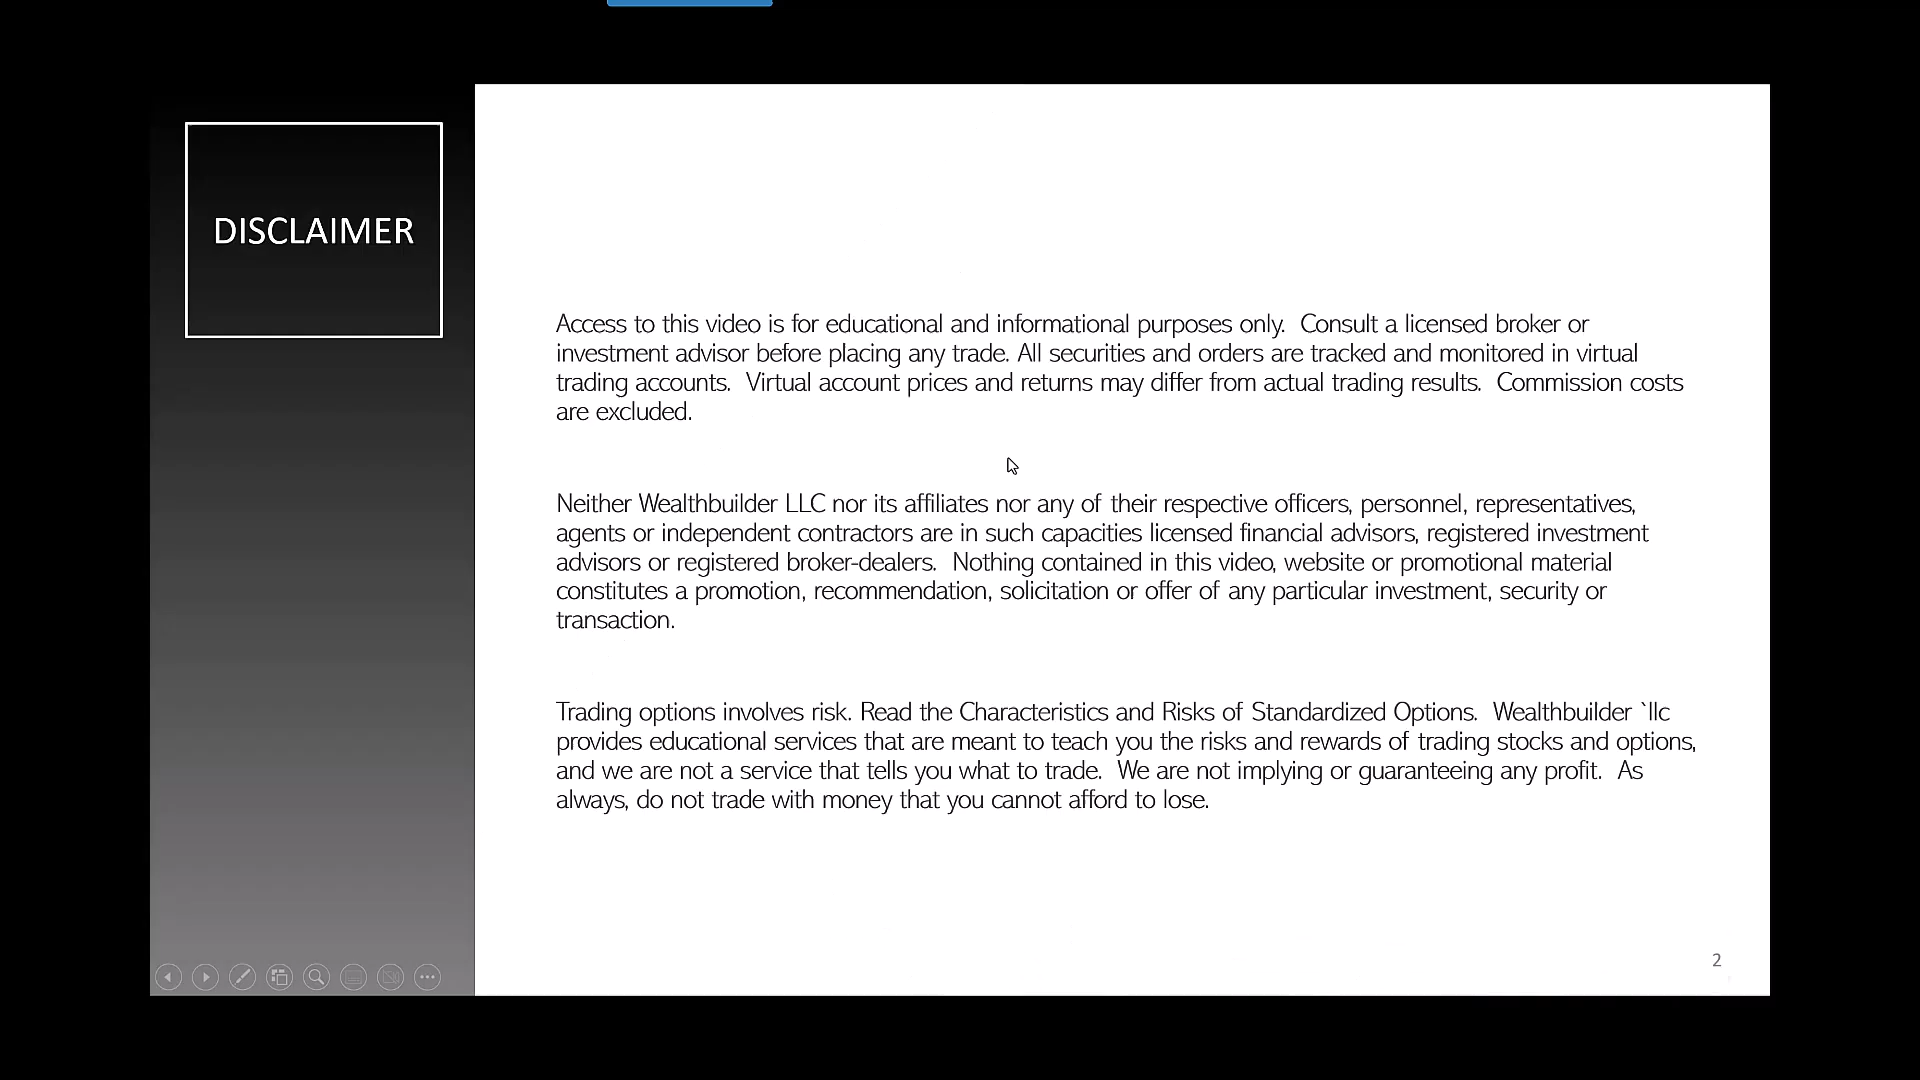 DISCLAIMER
Access to this video is for educational and informational purposes only.  Consult a licensed broker or
investment advisor before placing any trade. All securities and orders are tracked and monitored in virtual
trading accounts.  Virtual account prices and returns may differ from actual trading results.  Commission costs
are excluded.
Neither Wealthbuilder LLC nor its affiliates nor any of their respective officers, personnel, representatives,
agents or independent contractors are in such capacities licensed financial advisors, registered investment
advisors or registered broker-dealers.  Nothing contained in this video, website or promotional material
constitutes a promotion, recommendation, solicitation or offer of any particular investment, security or
transaction.
Trading options involves risk. Read the Characteristics and Risks of Standardized Options.  Wealthbuilder `llc
provides educational services that are meant to teach you the risks and rewards of trading stocks and options,
and we are not a service that tells you what to trade.  We are not implying or guaranteeing any profit.  As
always, do not trade with money that you cannot afford to lose.
2